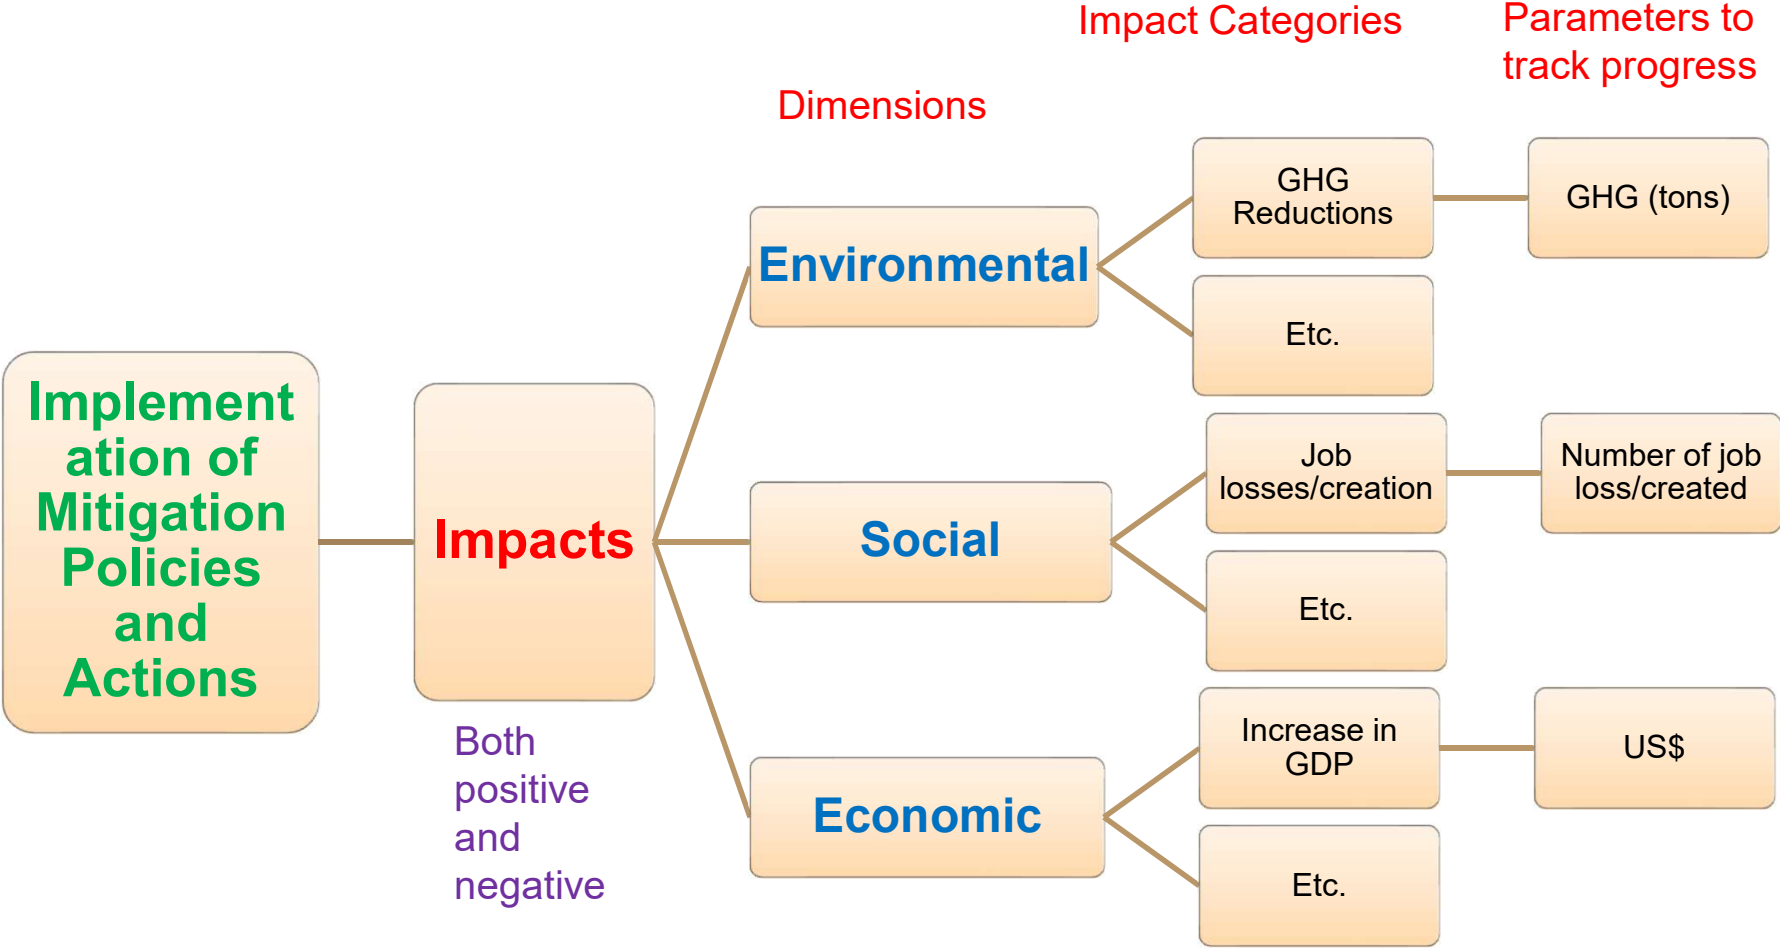 Impact Categories
Parameters to
track progress
Dimensions
Implement
ation of
Mitigation
Policies
and
Actions
Impacts
Both
positive
and
negative
Environmental
GHG
Reductions
GHG (tons)
Etc.
Social
Job
losses/creation
Number of job
loss/created
Etc.
Economic
Increase in
GDP
US$
Etc.